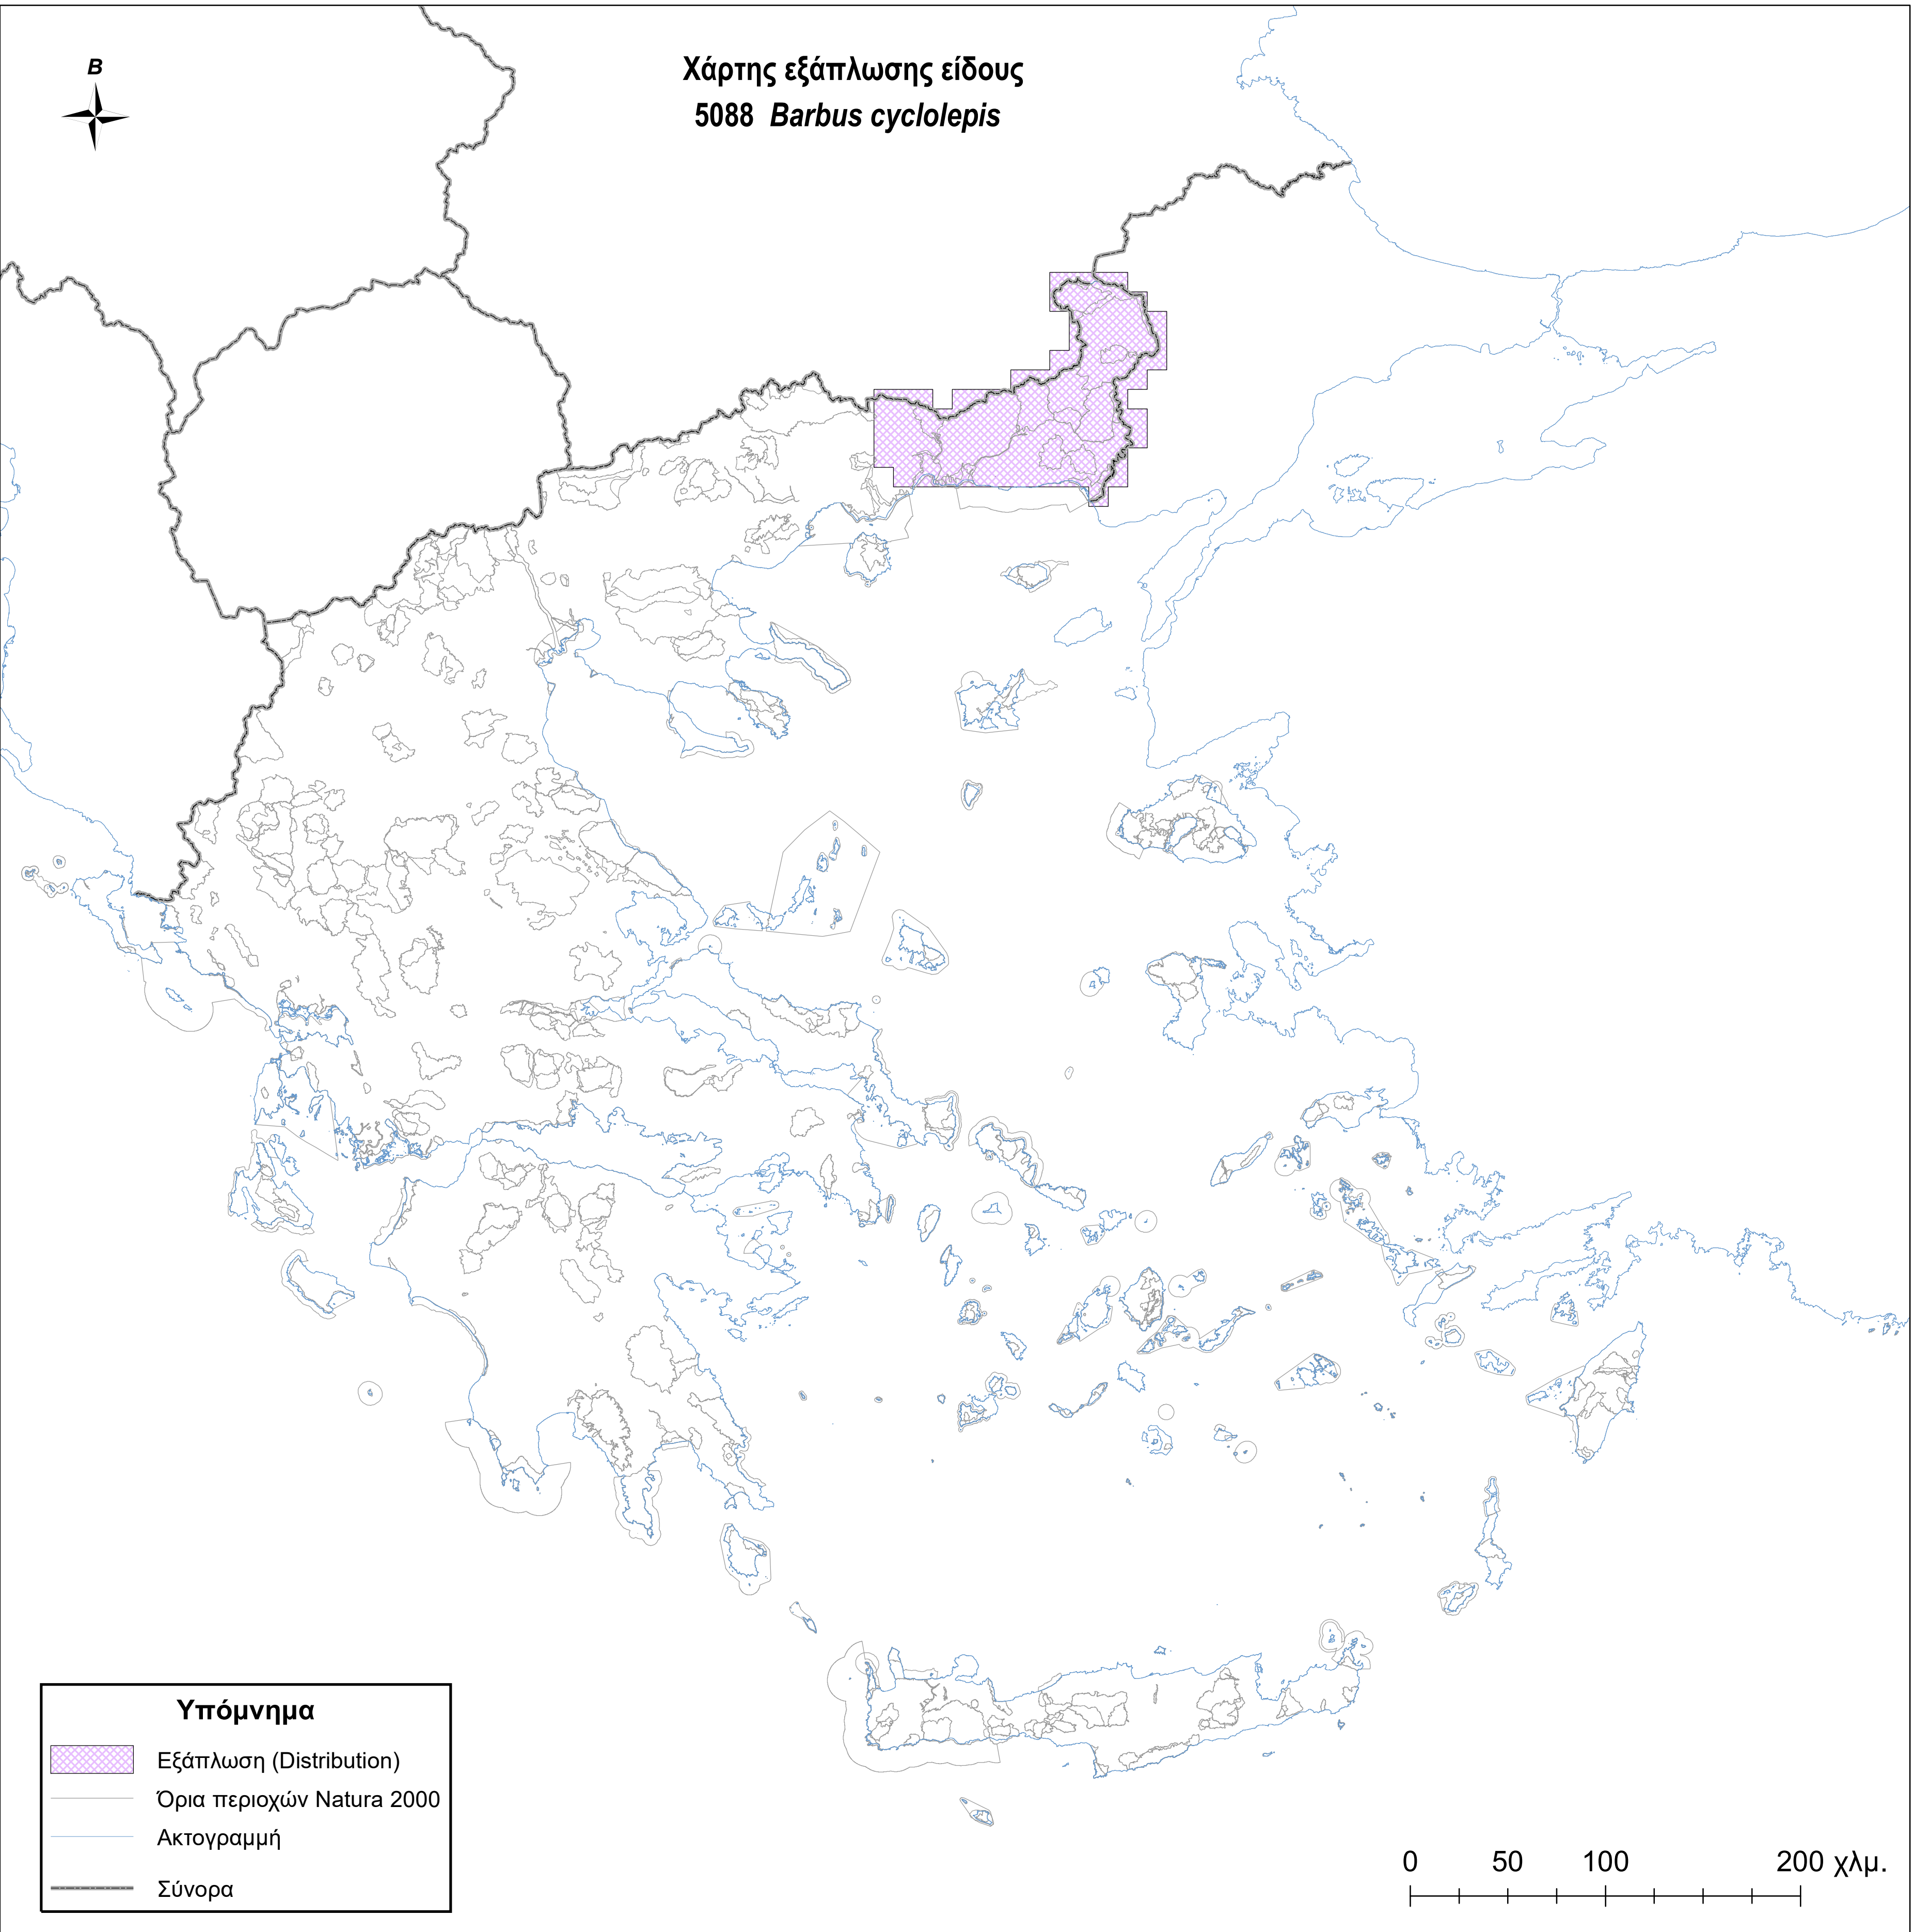 Χάρτης εξάπλωσης είδους
5088 Barbus cyclolepis
Β
Υπόμνημα
Εξάπλωση (Distribution)
Όρια περιοχών Natura 2000
Ακτογραμμή
Σύνορα
0 50 100 200 χλμ.